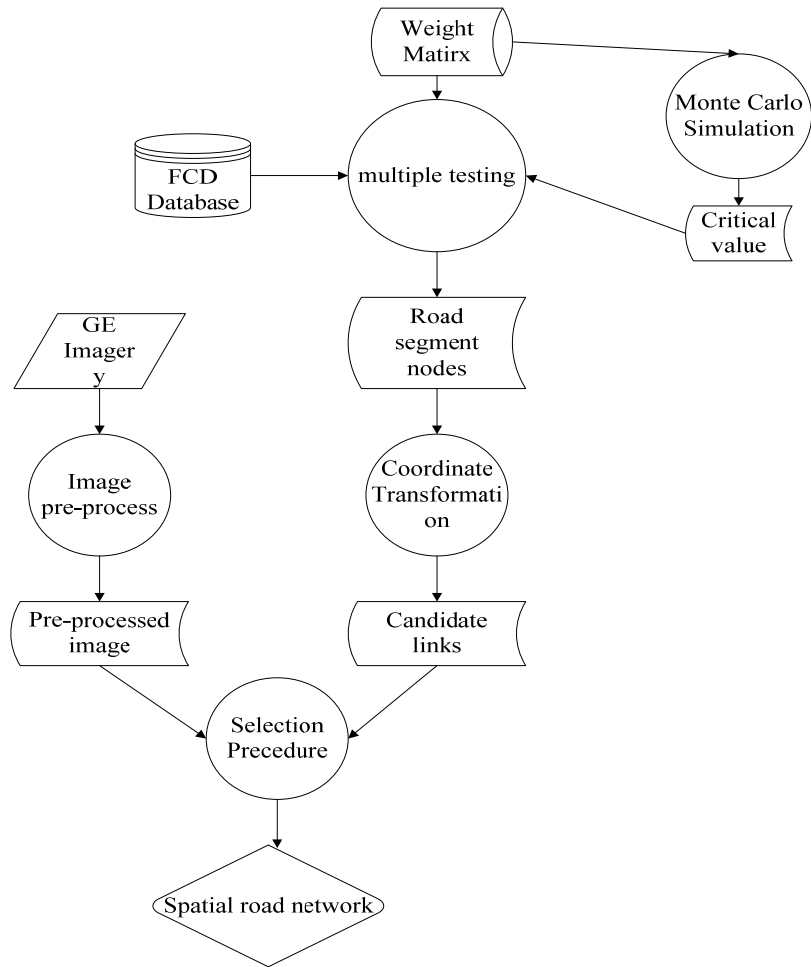 Weight
Matirx
Monte Carlo
Simulation
FCD
Database
multiple testing
Critical
value
GE
Imager
y
Road
segment
nodes
Image
pre-process
Coordinate
Transformati
on
Pre-processed
image
Candidate
links
Selection
Precedure
Spatial road network